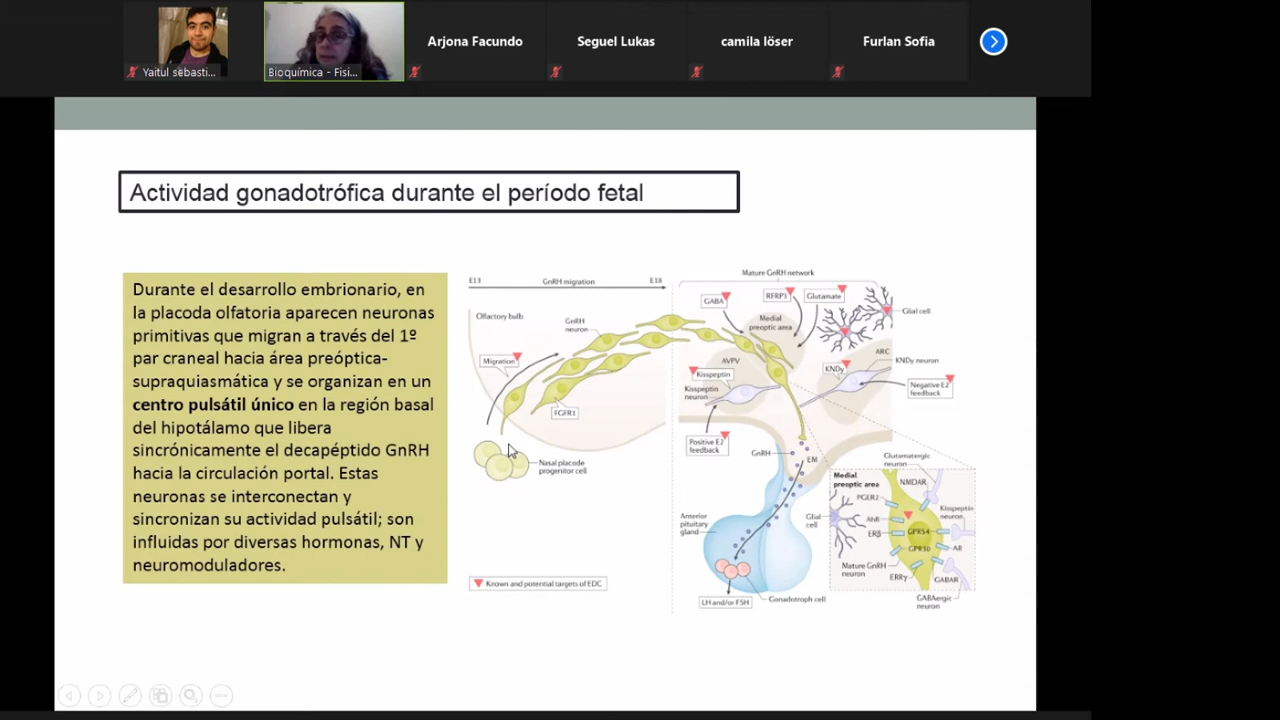 Yaitul sebasti...
Bioquímica - Fisi...
Arjona Facundo
Seguel Lukas
camila löser
Furlan Sofia
Actividad gonadotrófica durante el período fetal
Durante el desarrollo embrionario, en
la placoda olfatoria aparecen neuronas
primitivas que migran a través del 1º
par craneal hacia área preóptica-
supraquiasmática y se organizan en un
centro pulsátil único en la región basal
del hipotálamo que libera
sincrónicamente el decapéptido GnRH
hacia la circulación portal. Estas
neuronas se interconectan y
sincronizan su actividad pulsátil; son
influidas por diversas hormonas, NT y
neuromoduladores.
E13
GnRH migration
E18
Olfactory bulb
GnRH
neuron
Migration
FGFR1
Nasal placode
progenitor cell
Known and potential targets of EDC
Mature GnRH network
GABA
RFRP3
Glutamate
Glial cell
Medial
preoptic area
AVPV
ARC
Kisspeptin
KNDy
KNDy neuron
Kisspeptin
neuron
Negative E2
feedback
Positive E2
feedback
GnRH
EM
Anterior
pituitary
gland
LH and/or FSH
Gonadotroph cell
Glutamatergic
neuron
Medial
preoptic area
NMDAR
PGER2
Kisspeptin
neuron
Glial
cell
AhR
ERβ
GPR54
GPR30
AR
Mature GnRH
neuron
ERRγ
GABAR
GABAergic
neuron